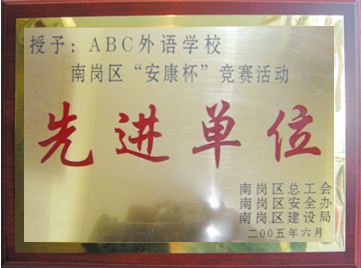 授予：ABC外语学校
南岗区“安康杯”竞赛活动
先进单位
南岗区总工会
南岗区安全办
南岗区建设局
二00五年六月